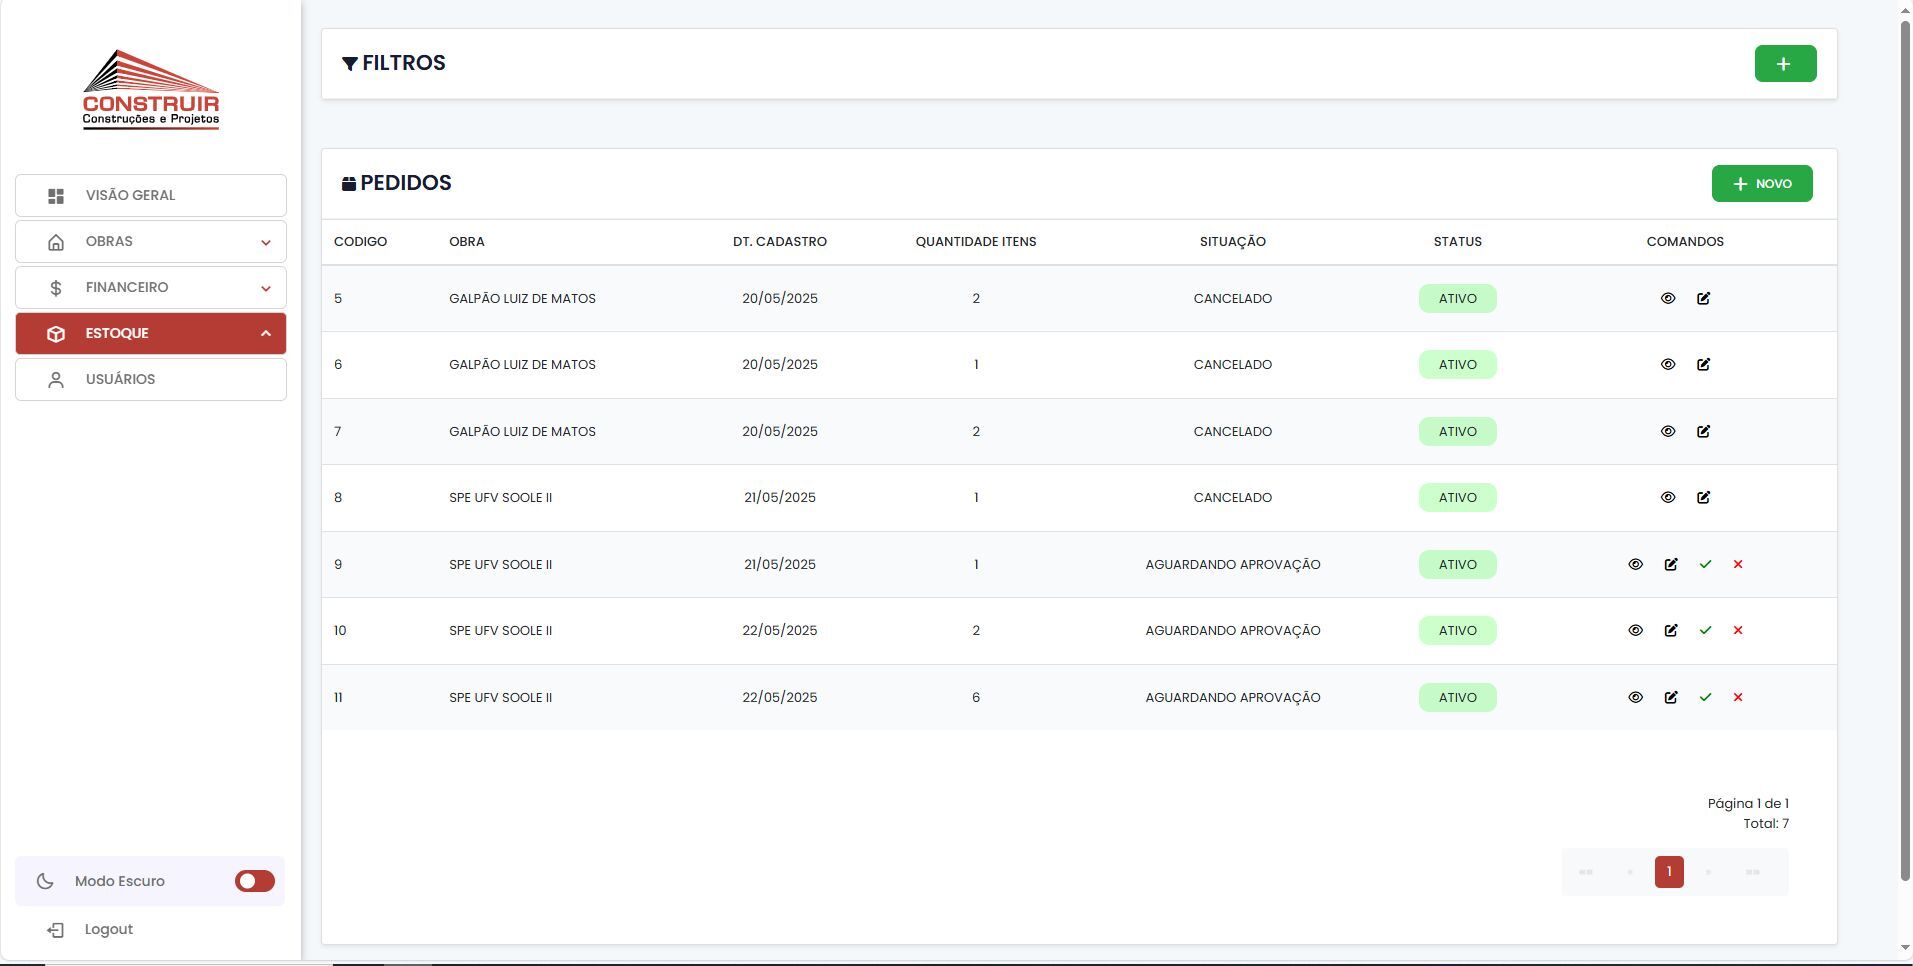 CONSTRUIR
Construções e Projetos
VISÃO GERAL
OBRAS
FINANCEIRO
ESTOQUE
USUÁRIOS
Modo Escuro
Logout
FILTROS
PEDIDOS
NOVO
CODIGO OBRA DT. CADASTRO QUANTIDADE ITENS SITUAÇÃO STATUS COMANDOS
5 GALPÃO LUIZ DE MATOS 20/05/2025 2 CANCELADO ATIVO
6 GALPÃO LUIZ DE MATOS 20/05/2025 1 CANCELADO ATIVO
7 GALPÃO LUIZ DE MATOS 20/05/2025 2 CANCELADO ATIVO
8 SPE UFV SOOLE II 21/05/2025 1 CANCELADO ATIVO
9 SPE UFV SOOLE II 21/05/2025 1 AGUARDANDO APROVAÇÃO ATIVO
10 SPE UFV SOOLE II 22/05/2025 2 AGUARDANDO APROVAÇÃO ATIVO
11 SPE UFV SOOLE II 22/05/2025 6 AGUARDANDO APROVAÇÃO ATIVO
Página 1 de 1
Total: 7
1